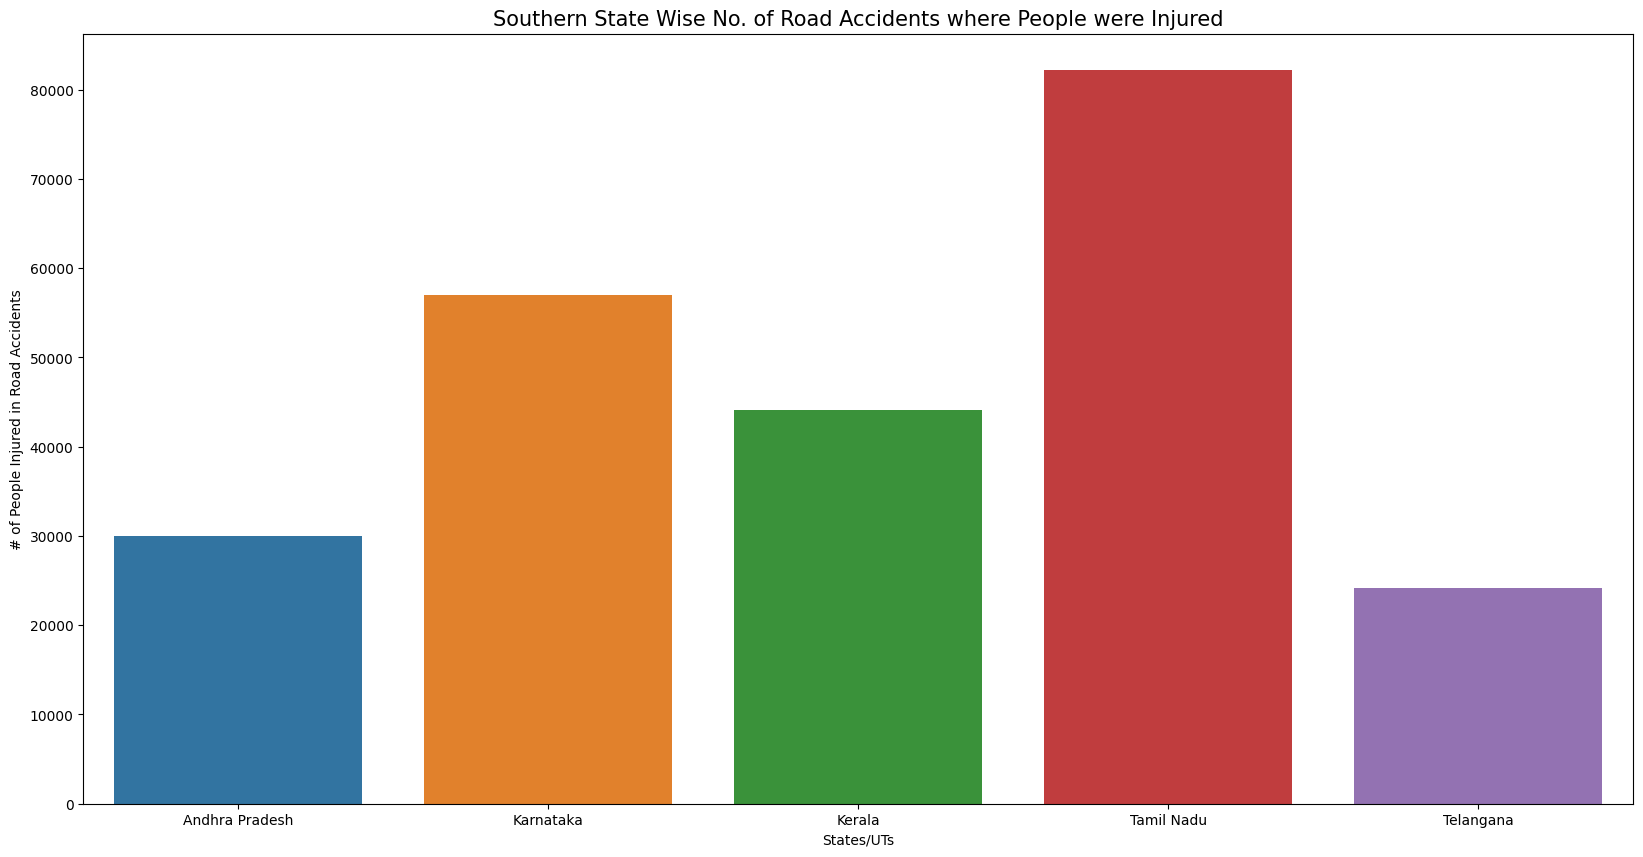 Southern State Wise No. of Road Accidents where People were Injured
# of People Injured in Road Accidents
80000
70000
60000
50000
40000
30000
20000
10000
0
Andhra Pradesh
Karnataka
Kerala
Tamil Nadu
Telangana
States/UTs